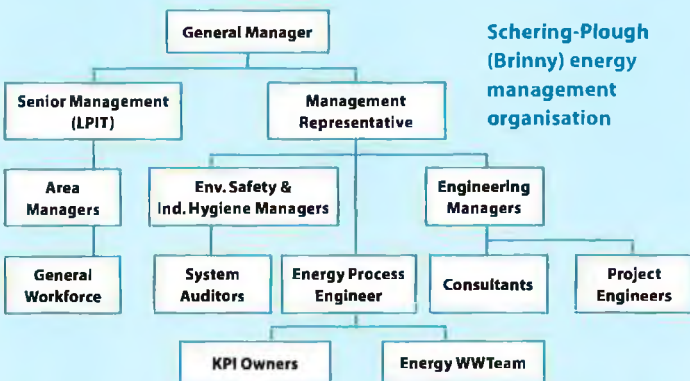 General Manager
Schering-Plough
(Brinny) energy
management
organisation
Senior Management
(LPIT)
Management
Representative
Area
Managers
Env. Safety &
Ind. Hygiene Managers
Engineering
Managers
General
Workforce
System
Auditors
Energy Process
Engineer
Consultants
Project
Engineers
KPI Owners
Energy WWTeam